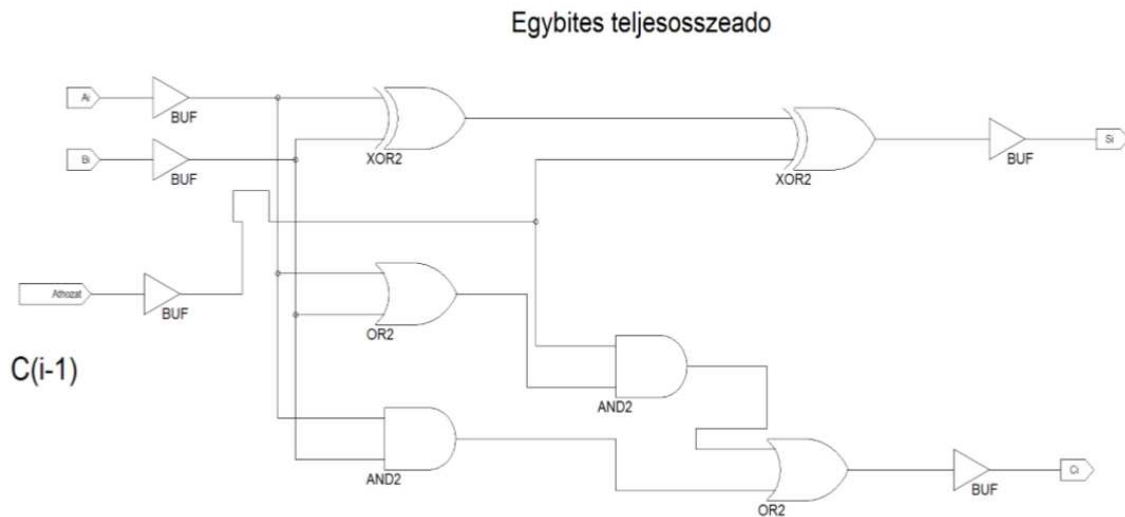 Egybites teljesosszeado
Ai
BUF
XOR2
Bi
BUF
XOR2
BUF
Si
Athozat
BUF
OR2
C(i-1)
AND2
AND2
OR2
BUF
Ci